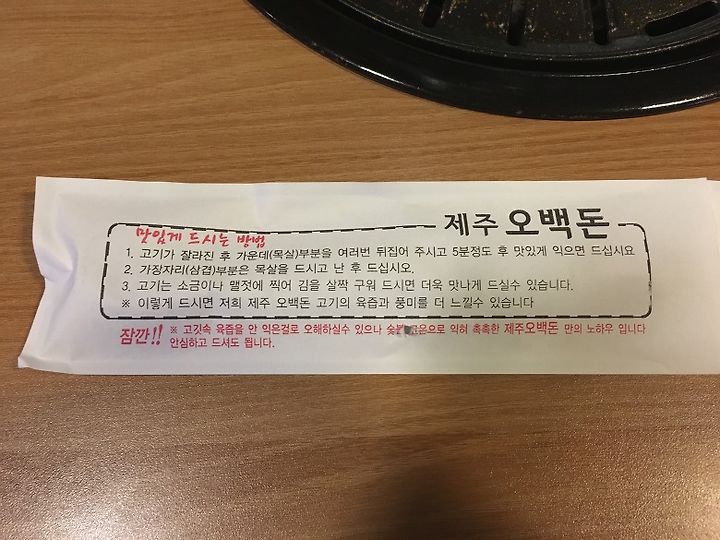 제주 오백돈
맛있게 드시는 방법
1. 고기가 잘라진 후 가운데(목살)부분을 여러번 뒤집어 주시고 5분정도 후 맛있게 익으면 드십시요
2. 가장자리(삼겹)부분은 목살을 드시고 난 후 드십시오.
3. 고기는 소금이나 멜젓에 찍어 김을 살짝 구워 드시면 더욱 맛나게 드실수 있습니다.
※ 이렇게 드시면 저희 제주 오백돈 고기의 육즙과 풍미를 더 느낄수 있습니다
잠깐!! ※ 고깃속 육즙을 안 익은걸로 오해하실수 있으나 숯불 고온으로 익혀 촉촉한 제주오백돈 만의 노하우 입니다
안심하고 드셔도 됩니다.